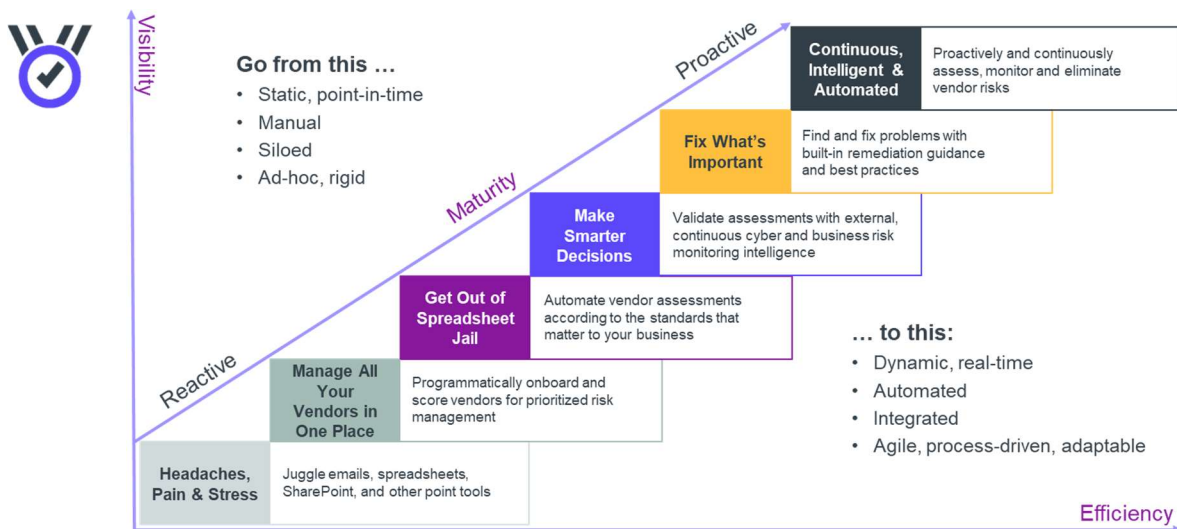 Visibility
Go from this …
• Static, point-in-time
• Manual
• Siloed
• Ad-hoc, rigid
Reactive
Maturity
Proactive
Continuous,
Intelligent &
Automated
Proactively and continuously
assess, monitor and eliminate
vendor risks
Fix What's
Important
Find and fix problems with
built-in remediation guidance
and best practices
Make
Smarter
Decisions
Validate assessments with external,
continuous cyber and business risk
monitoring intelligence
Get Out of
Spreadsheet
Jail
Automate vendor assessments
according to the standards that
matter to your business
Manage All
Your
Vendors in
One Place
Programmatically onboard and
score vendors for prioritized risk
management
Headaches,
Pain & Stress
Juggle emails, spreadsheets,
SharePoint, and other point tools
… to this:
• Dynamic, real-time
• Automated
• Integrated
• Agile, process-driven, adaptable
Efficiency